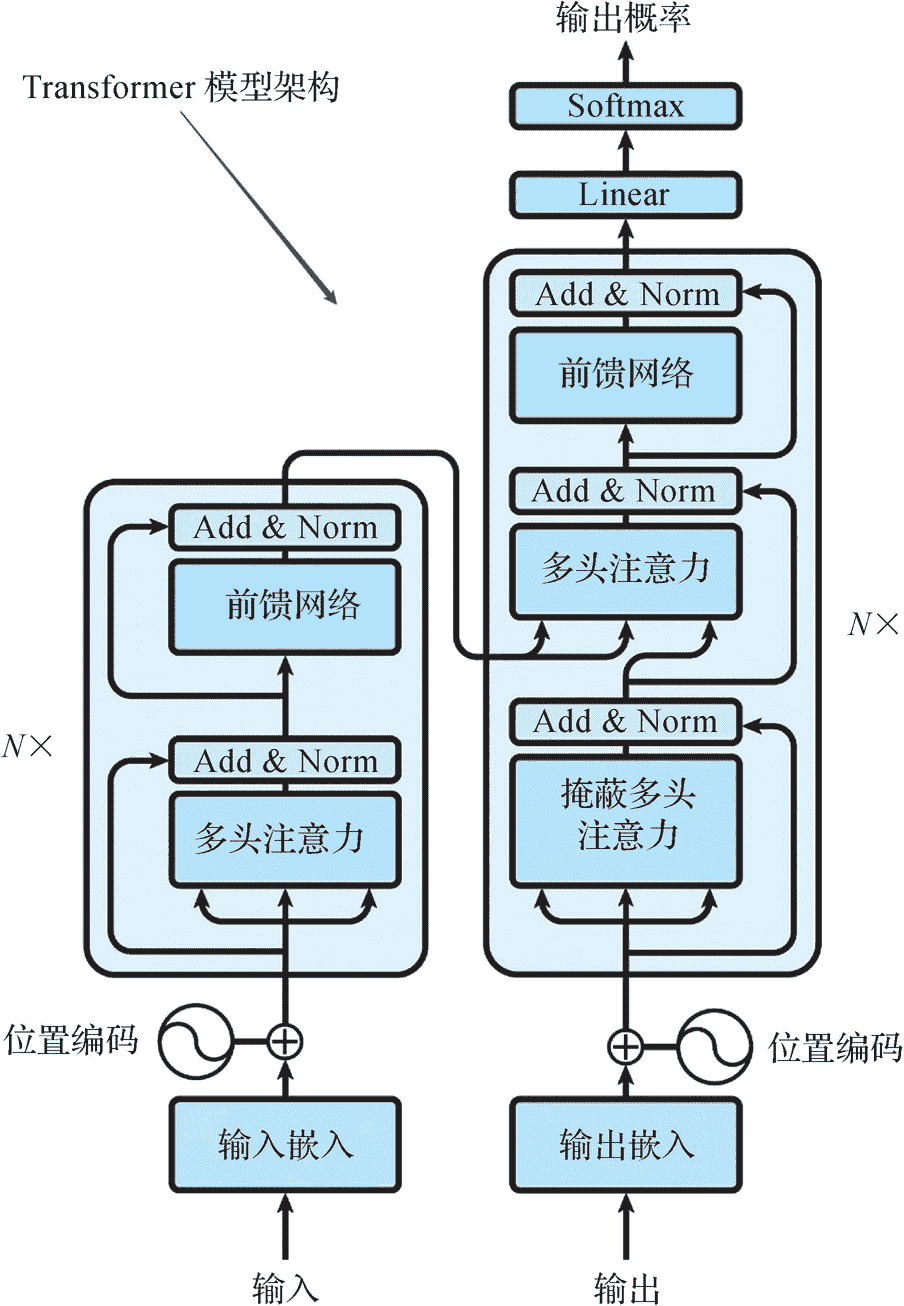 输出概率
Transformer 模型架构
Softmax
Linear
Add & Norm
前馈网络
Add & Norm
多头注意力
N×
Add & Norm
掩蔽多头
注意力
Add & Norm
前馈网络
N×
Add & Norm
多头注意力
位置编码
位置编码
输入嵌入
输出嵌入
输入
输出